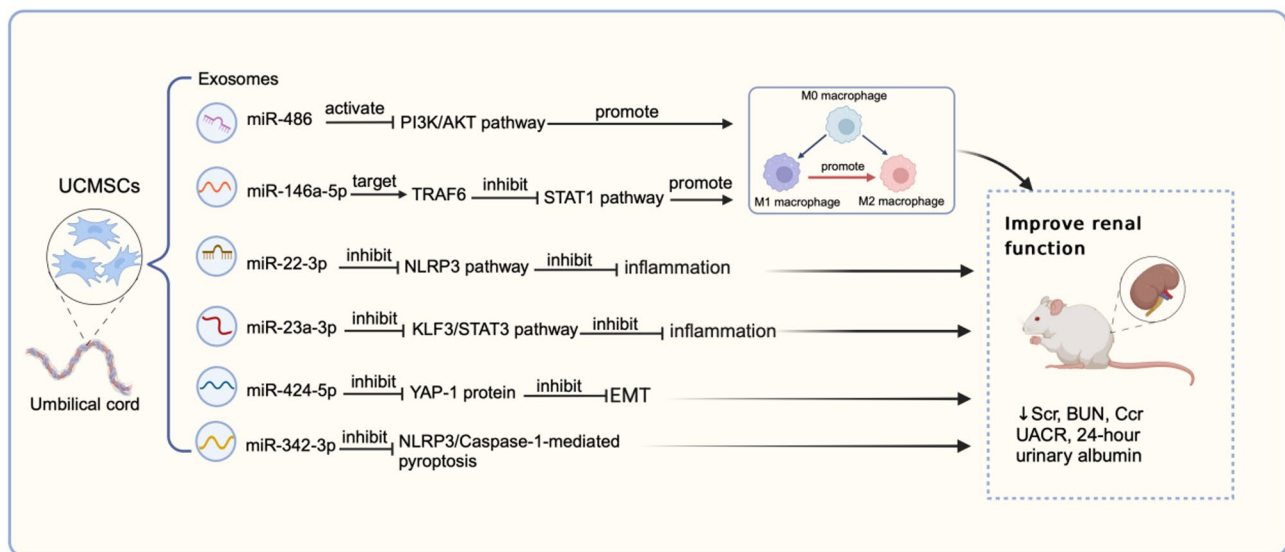 Exosomes
UCMSCs
Umbilical cord
miR-486
activate
PI3K/AKT pathway
promote
miR-146a-5p
target
TRAF6
inhibit
STAT1 pathway
promote
M0 macrophage
promote
M1 macrophage
M2 macrophage
miR-22-3p
inhibit
NLRP3 pathway
inhibit
inflammation
miR-23a-3p
inhibit
KLF3/STAT3 pathway
inhibit
inflammation
miR-424-5p
inhibit
YAP-1 protein
inhibit
EMT
miR-342-3p
inhibit
NLRP3/Caspase-1-mediated
pyroptosis
Improve renal
function
↓Scr, BUN, Ccr
UACR, 24-hour
urinary albumin